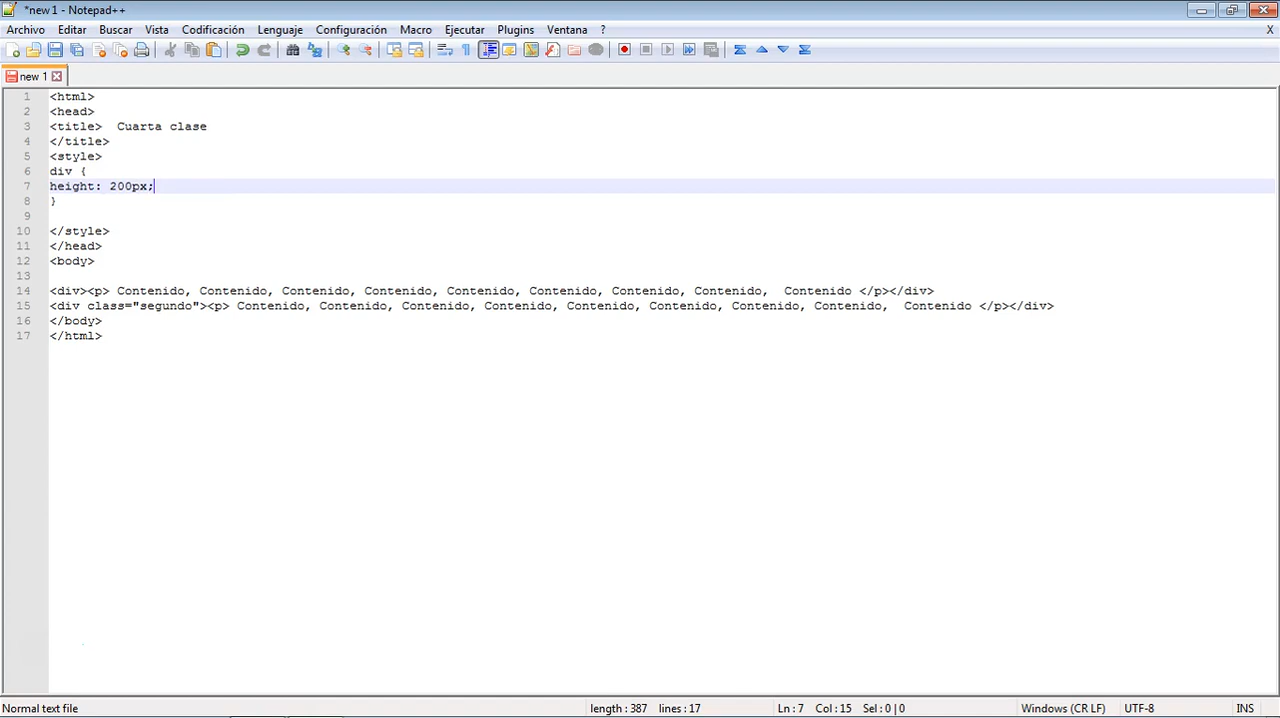 *new 1 - Notepad++
Archivo Editar Buscar Vista Codificación Lenguaje Configuración Macro Ejecutar Plugins Ventana ? X
new 1
1 <html>
2 <head>
3 <title>  Cuarta clase
4 </title>
5 <style>
6 div {
7 height: 200px;
8 }
9
10 </style>
11 </head>
12 <body>
13
14 <div><p> Contenido, Contenido, Contenido, Contenido, Contenido, Contenido, Contenido, Contenido,  Contenido </p></div>
15 <div class="segundo"><p> Contenido, Contenido, Contenido, Contenido, Contenido, Contenido, Contenido, Contenido,  Contenido </p></div>
16 </body>
17 </html>
Normal text file length : 387 lines : 17 Ln : 7 Col : 15 Sel : 0 | 0 Windows (CR LF) UTF-8 INS